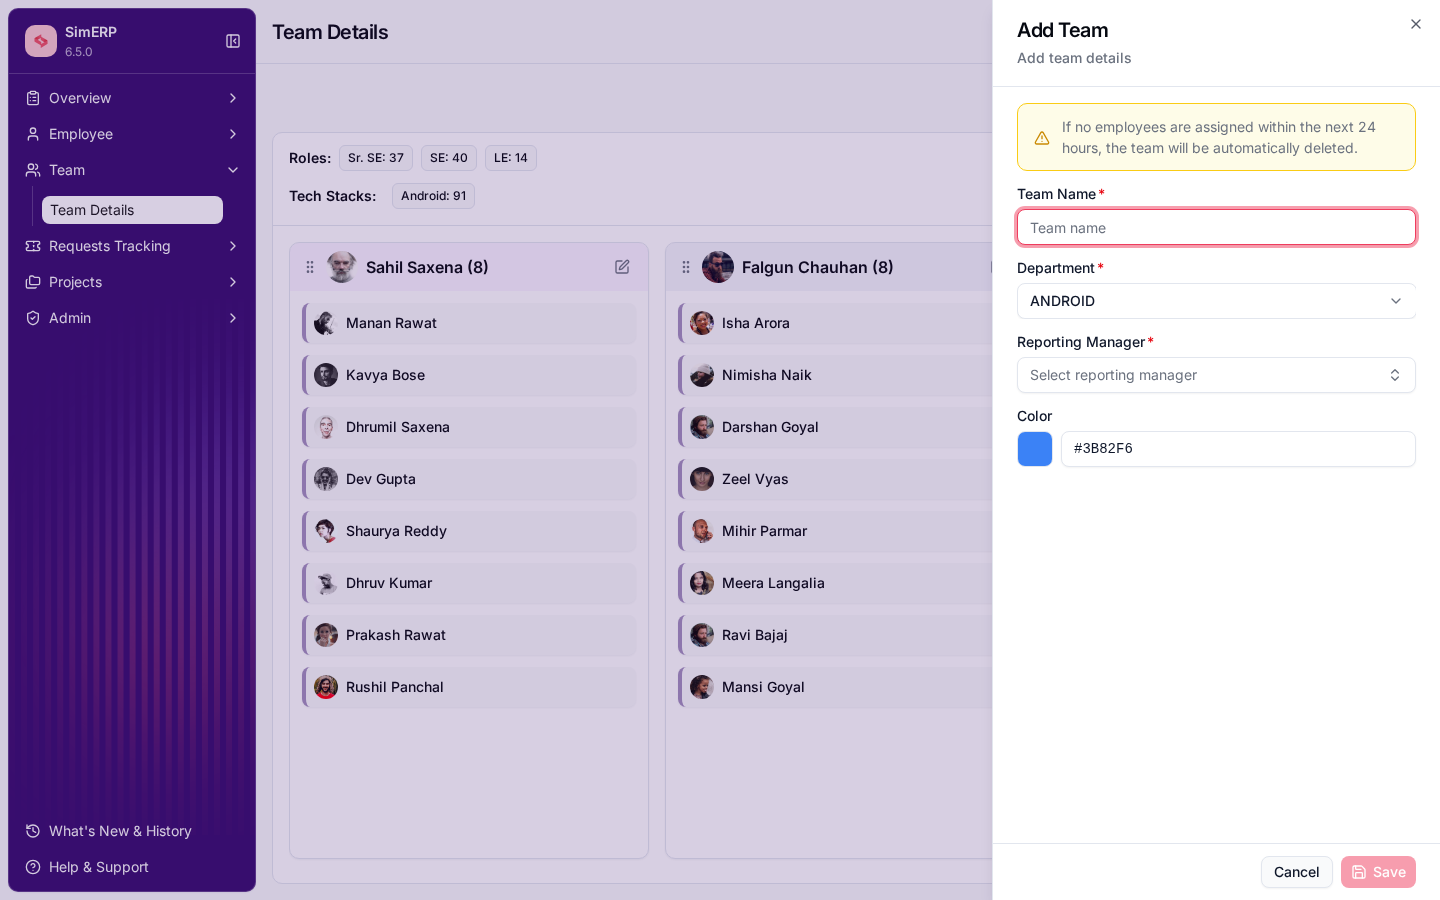 SimERP
6.5.0
Overview
Employee
Team
Team Details
Requests Tracking
Projects
Admin
What's New & History
Help & Support
Team Details
Roles: Sr. SE: 37 SE: 40 LE: 14
Tech Stacks: Android: 91
Sahil Saxena (8)
Manan Rawat
Kavya Bose
Dhrumil Saxena
Dev Gupta
Shaurya Reddy
Dhruv Kumar
Prakash Rawat
Rushil Panchal
Falgun Chauhan (8)
Isha Arora
Nimisha Naik
Darshan Goyal
Zeel Vyas
Mihir Parmar
Meera Langalia
Ravi Bajaj
Mansi Goyal
Add Team
Add team details
If no employees are assigned within the next 24
hours, the team will be automatically deleted.
Team Name*
Team name
Department*
ANDROID
Reporting Manager*
Select reporting manager
Color
#3B82F6
Cancel Save